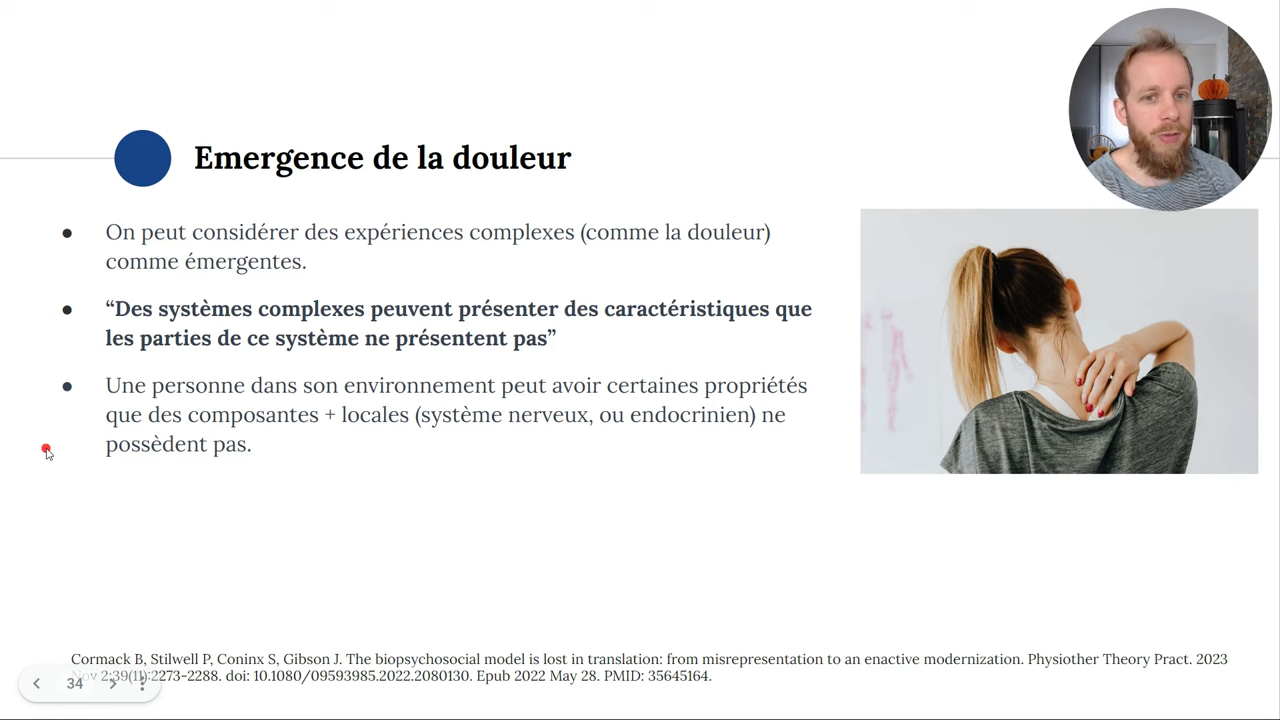 Emergence de la douleur
● On peut considérer des expériences complexes (comme la douleur)
comme émergentes.
● “Des systèmes complexes peuvent présenter des caractéristiques que
les parties de ce système ne présentent pas”
● Une personne dans son environnement peut avoir certaines propriétés
que des composantes + locales (système nerveux, ou endocrinien) ne
possèdent pas.
Cormack B, Stilwell P, Coninx S, Gibson J. The biopsychosocial model is lost in translation: from misrepresentation to an enactive modernization. Physiother Theory Pract. 2023
Nov 2;39(11):2273-2288. doi: 10.1080/09593985.2022.2080130. Epub 2022 May 28. PMID: 35645164.
34